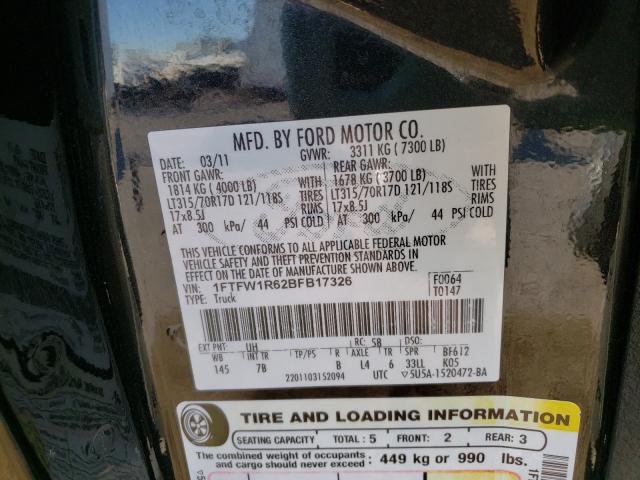 MFD. BY FORD MOTOR CO.
DATE: 03/11 GVWR: 3311 KG (7300 LB)
FRONT GAWR: REAR GAWR:
1814 KG (4000 LB) WITH 1678 KG (3700 LB) WITH
LT315/70R17D 121/118S TIRES LT315/70R17D 121/118S TIRES
17x8.5J RIMS 17x8.5J RIMS
AT 300 kPa/ 44 PSI COLD AT 300 kPa/ 44 PSI COLD
THIS VEHICLE CONFORMS TO ALL APPLICABLE FEDERAL MOTOR
VEHICLE SAFETY AND THEFT PREVENTION STANDARDS IN
EFFECT ON THE DATE OF MANUFACTURE SHOWN ABOVE.
VIN: 1FTFW1R62BFB17326 F0064
TYPE: Truck T0147
EXT PNT: UH RC: 58 DSO:
WB INT TR TP/PS R AXLE TR BF612
145 7B B L4 6 33LL K05
2201103152094 UTC ▽5U5A-1520472-BA
TIRE AND LOADING INFORMATION
SEATING CAPACITY TOTAL: 5 FRONT: 2 REAR: 3
The combined weight of occupants
and cargo should never exceed: 449 kg or 990 lbs.